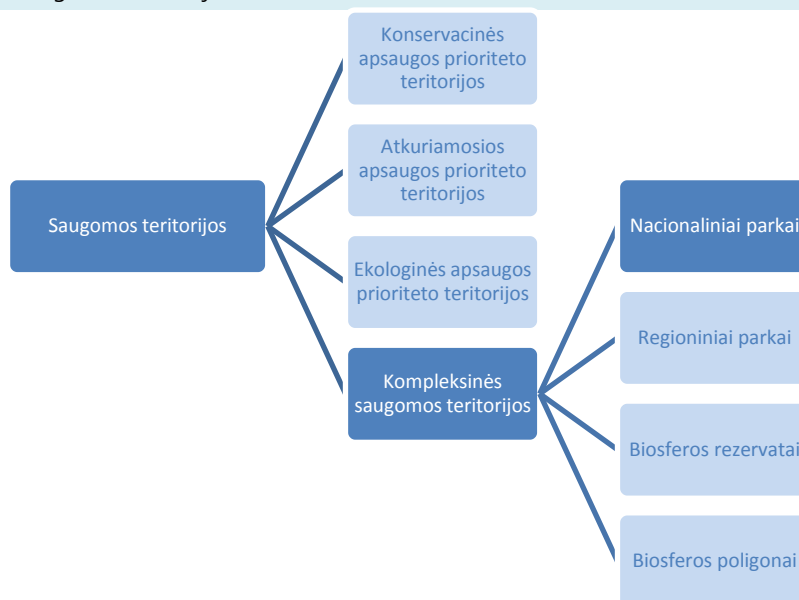 Konservacinės
apsaugos prioriteto
teritorijos
Atkuriamosios
apsaugos prioriteto
teritorijos
Saugomos teritorijos
Ekologinės apsaugos
prioriteto teritorijos
Kompleksinės
saugomos teritorijos
Nacionaliniai parkai
Regioniniai parkai
Biosferos rezervatai
Biosferos poligonai